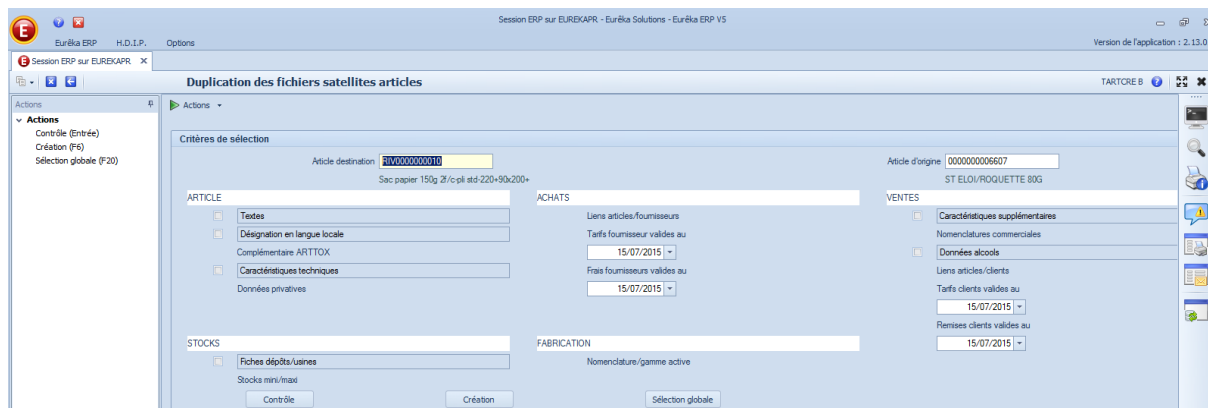 Session ERP sur EUREKAPR - Eurêka Solutions - Eurêka ERP V5
E
Eurêka ERP H.D.I.P. Options Version de l'application : 2.13.0
Session ERP sur EUREKAPR
Duplication des fichiers satellites articles TARTCRE B
Actions Actions
Actions
Contrôle (Entrée)
Création (F6)
Sélection globale (F20)
Critères de sélection
Article destination RIV0000000010 Article d'origine 0000000006607
Sac papier 150g 2f/c-pli std-220+90x200+ ST ELOI/ROQUETTE 80G
ARTICLE ACHATS VENTES
Textes Liens articles/fournisseurs Caractéristiques supplémentaires
Désignation en langue locale Tarifs fournisseur valides au Nomenclatures commerciales
Complémentaire ARTTOX 15/07/2015 Données alcools
Caractéristiques techniques Frais fournisseurs valides au Liens articles/clients
Données privatives 15/07/2015 Tarifs clients valides au
15/07/2015
Remises clients valides au
STOCKS FABRICATION 15/07/2015
Fiches dépôts/usines Nomenclature/gamme active
Stocks mini/maxi
Contrôle Création Sélection globale